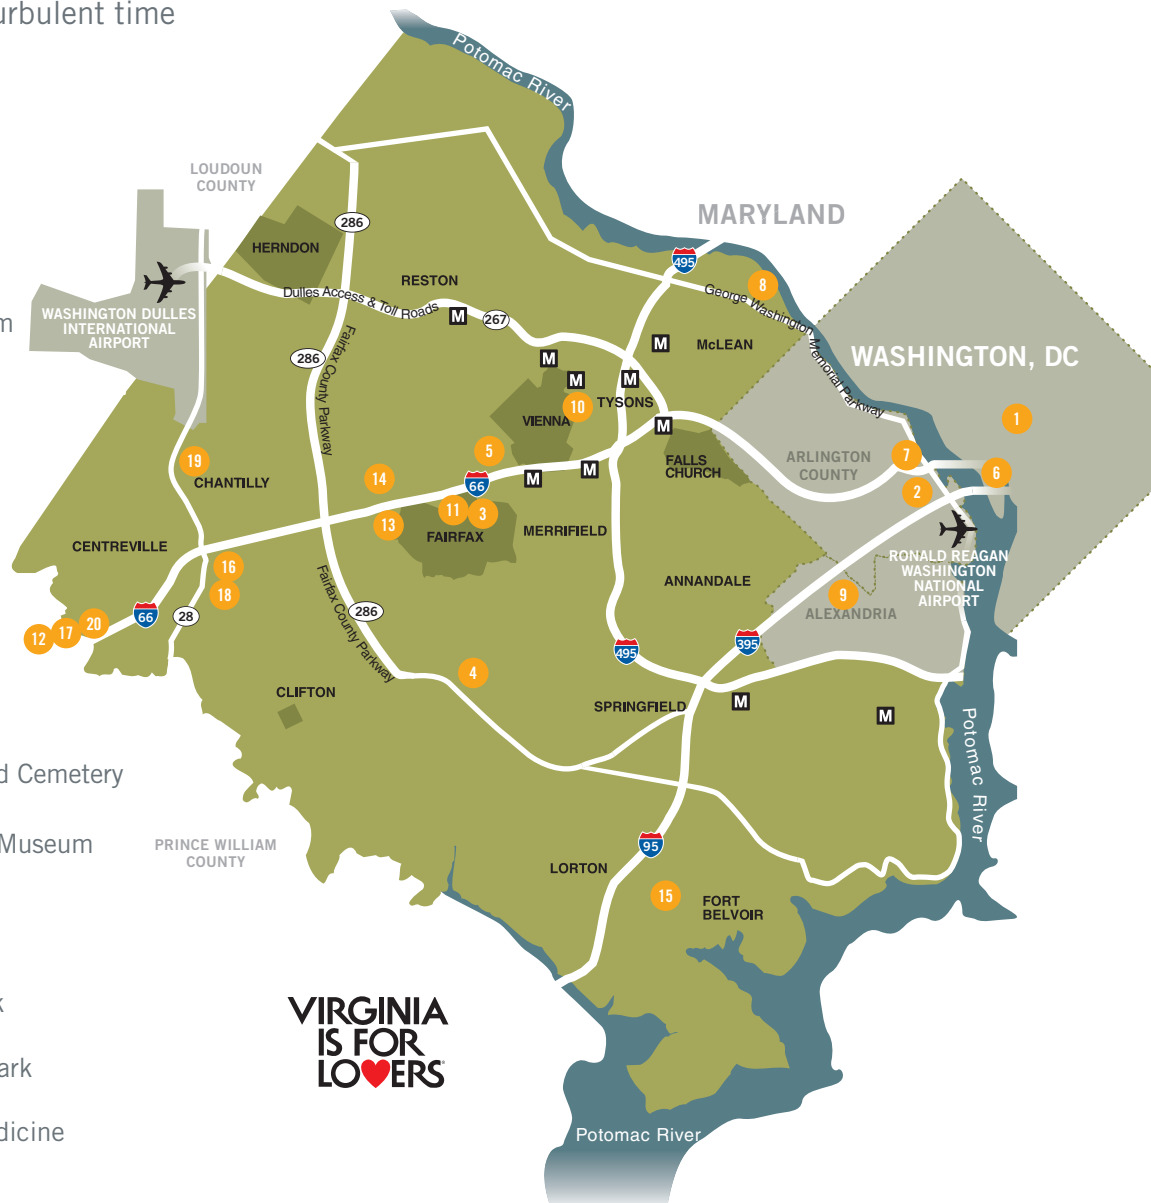 urbulent time
Potomac River
LOUDOUN
COUNTY
MARYLAND
286
HERNDON
495
8
RESTON
Dulles Access & Toll Roads
George Washington
Memorial Parkway
WASHINGTON DULLES
INTERNATIONAL
AIRPORT
m
M
267
286
Fairfax County Parkway
M
M
McLEAN
WASHINGTON, DC
M
M
TYSONS
10
VIENNA
1
M
5
19
CHANTILLY
14
66
M
M
FALLS
CHURCH
ARLINGTON
COUNTY
7
6
2
11
3
13
FAIRFAX
MERRIFIELD
CENTREVILLE
16
18
ANNANDALE
RONALD REAGAN
WASHINGTON
NATIONAL
AIRPORT
9
ALEXANDRIA
Fairfax County Parkway
286
12
17
20
66
28
495
395
4
CLIFTON
SPRINGFIELD
M
M
Potomac River
d Cemetery
Museum
PRINCE WILLIAM
COUNTY
95
LORTON
15
FORT
BELVOIR
k
VIRGINIA
IS FOR
LO♥ERS
ark
dicine
Potomac River